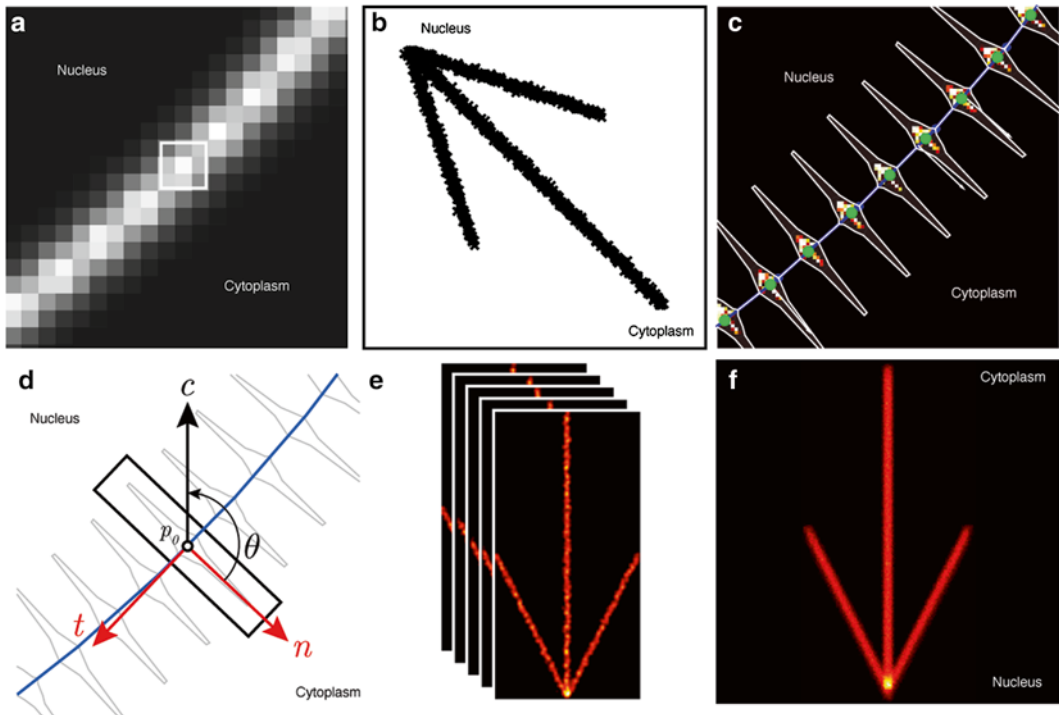 a
Nucleus
Cytoplasm
b
Nucleus
Cytoplasm
c
Nucleus
Cytoplasm
d
Nucleus
c
p0
θ
t
n
Cytoplasm
e
f
Cytoplasm
Nucleus